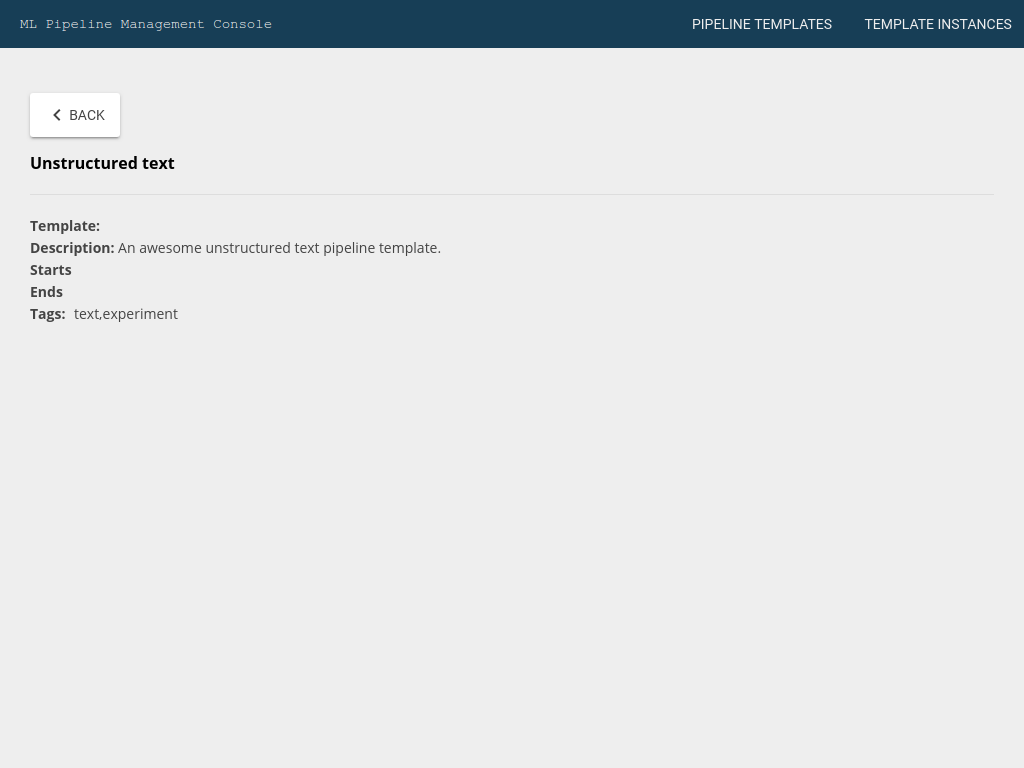 ML Pipeline Management Console
PIPELINE TEMPLATES
TEMPLATE INSTANCES
BACK
Unstructured text
Template:
Description: An awesome unstructured text pipeline template.
Starts
Ends
Tags: text,experiment